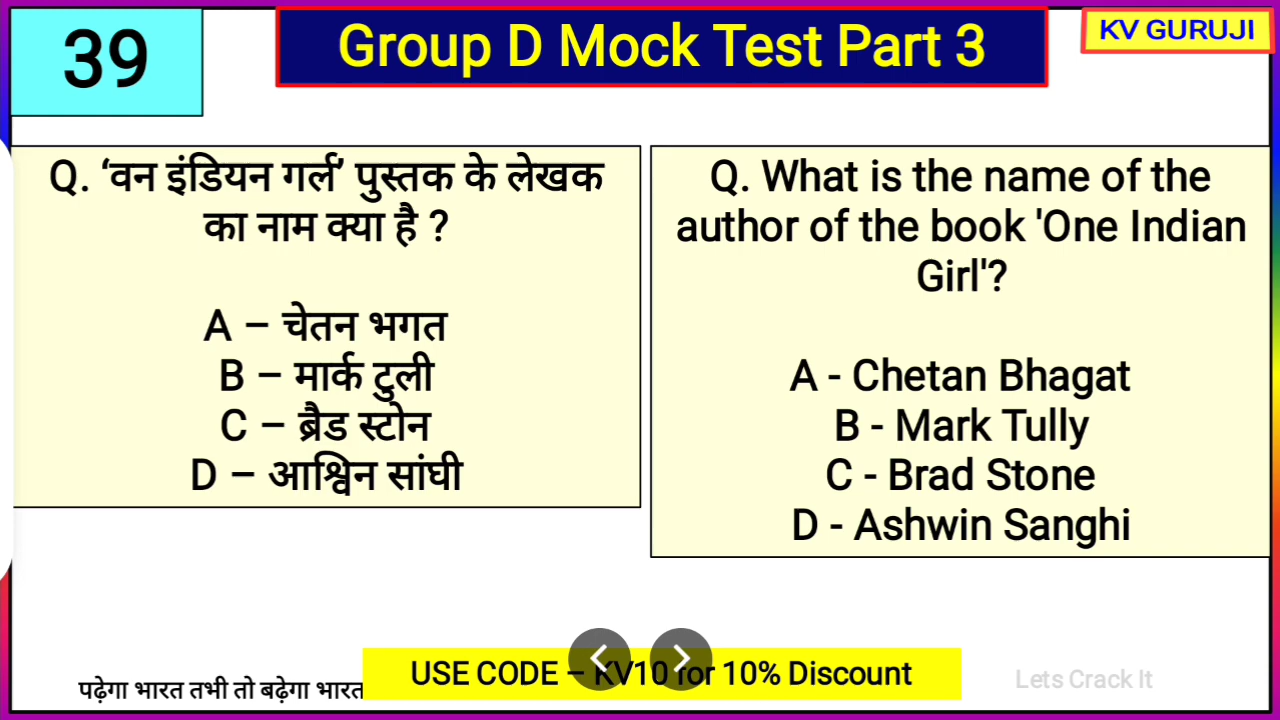 39
Group D Mock Test Part 3
KV GURUJI
Q. ‘वन इंडियन गर्ल’ पुस्तक के लेखक
का नाम क्या है ?
A – चेतन भगत
B – मार्क टुली
C – ब्रैड स्टोन
D – आश्विन सांघी
Q. What is the name of the
author of the book 'One Indian
Girl'?
A - Chetan Bhagat
B - Mark Tully
C - Brad Stone
D - Ashwin Sanghi
पढ़ेगा भारत तभी तो बढ़ेगा भारत
USE CODE – KV10 for 10% Discount
Lets Crack It